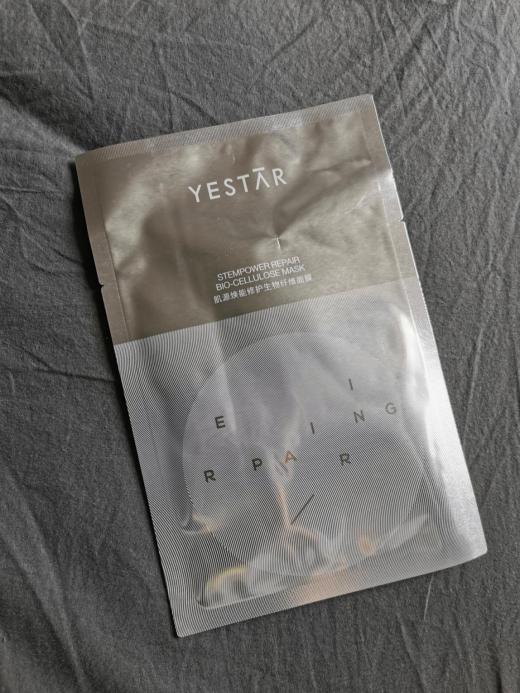 YESTĀR
STEMPOWER REPAIR
BIO-CELLULOSE MASK
肌源焕能修护生物纤维面膜
I
E I N G
R P A R
/